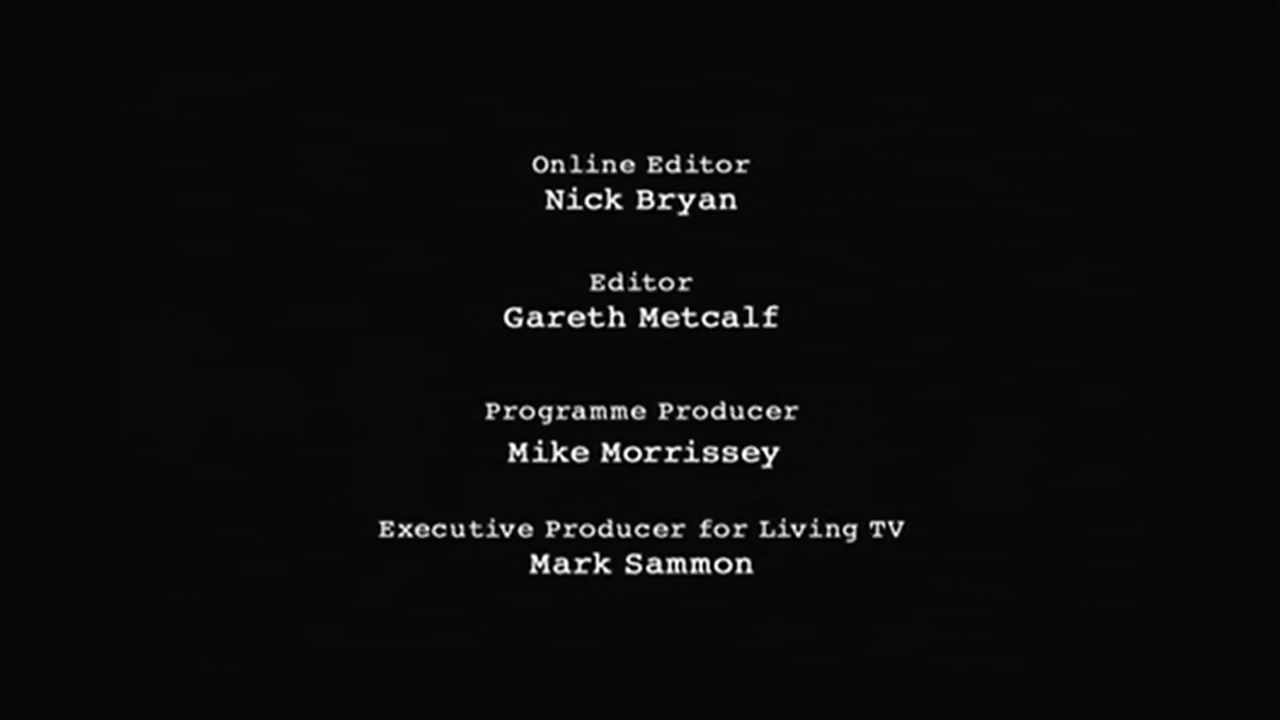 Online Editor
Nick Bryan
Editor
Gareth Metcalf
Programme Producer
Mike Morrissey
Executive Producer for Living TV
Mark Sammon